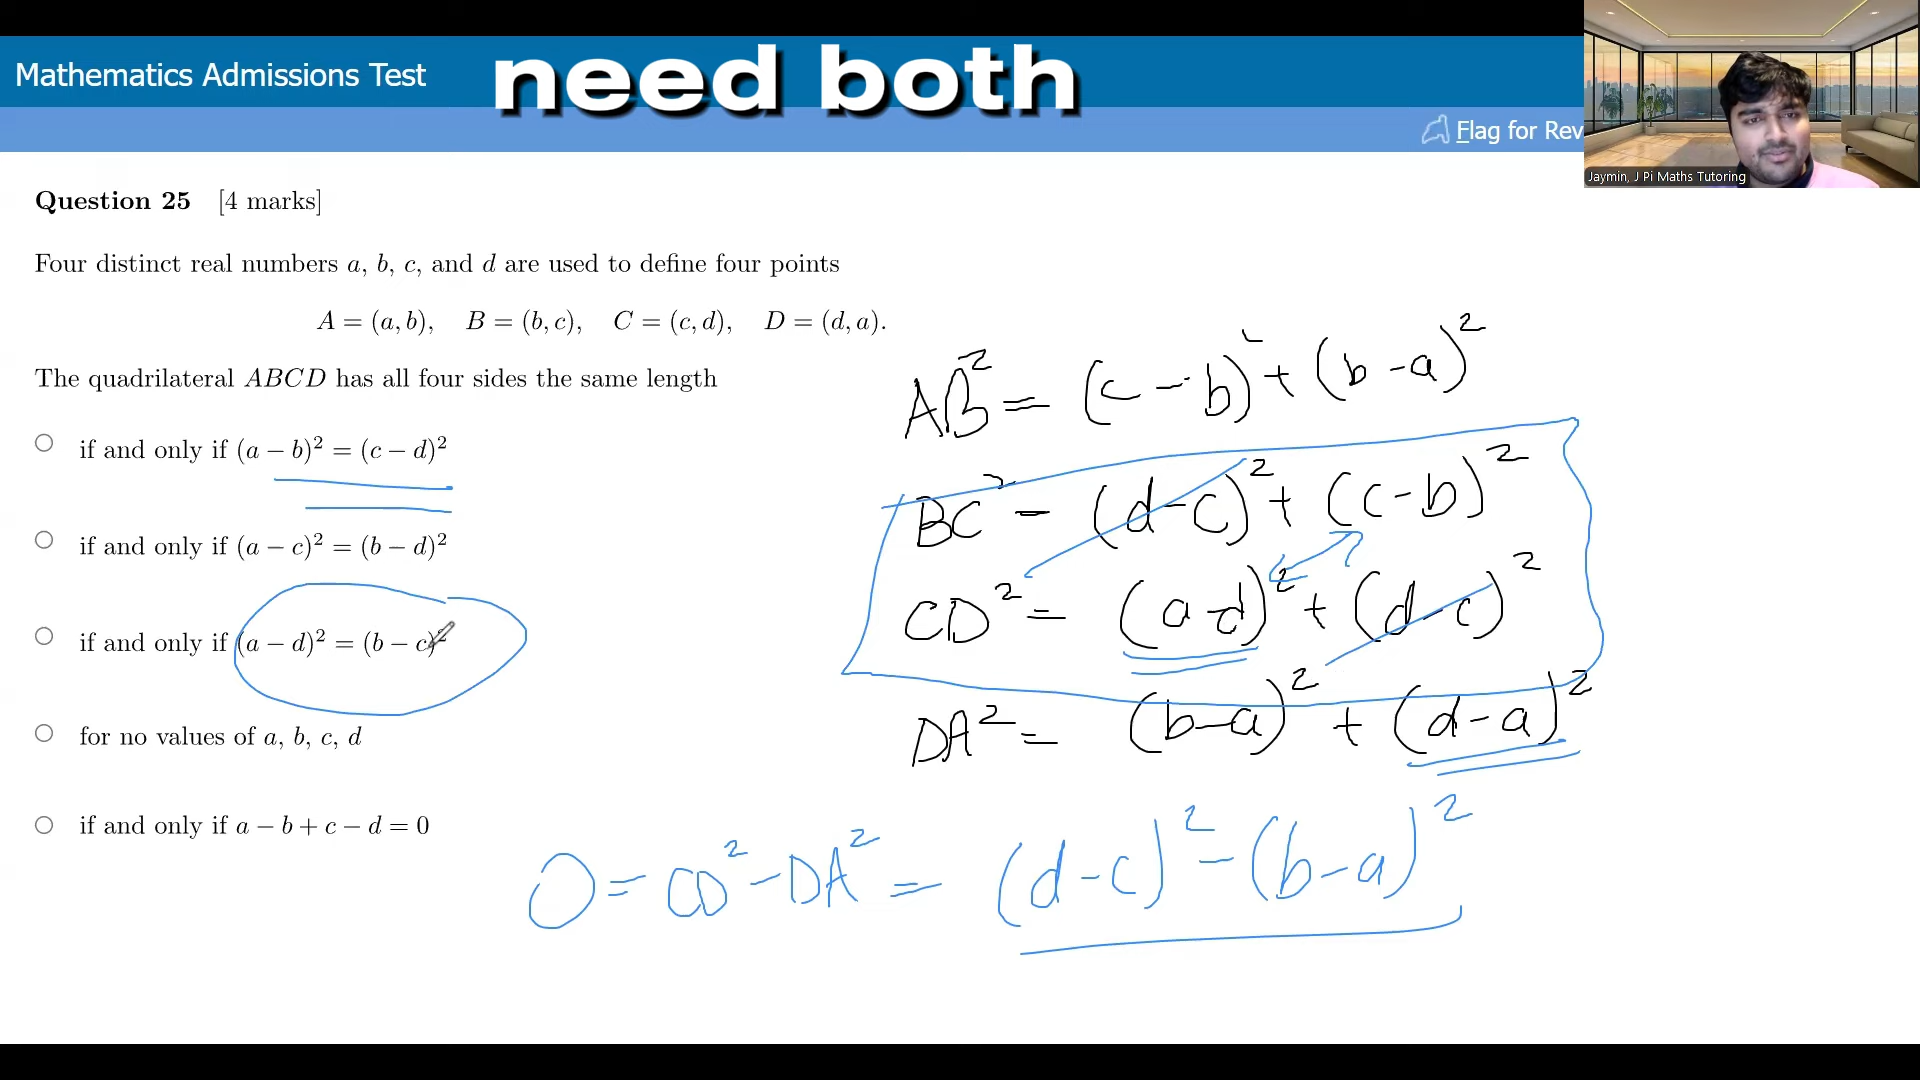 Mathematics Admissions Test
need both
Flag for Rev
Jaymin, J Pi Maths Tutoring
Question 25 [4 marks]
Four distinct real numbers a, b, c, and d are used to define four points
A = (a, b), B = (b, c), C = (c, d), D = (d, a).
The quadrilateral ABCD has all four sides the same length
if and only if (a − b)² = (c − d)²
if and only if (a − c)² = (b − d)²
if and only if (a − d)² = (b − c)²
for no values of a, b, c, d
if and only if a − b + c − d = 0
AB² = (c − b)² + (b − a)²
BC² − (d − c)² + (c − b)²
CD² = (a − d)² + (d − c)²
DA² = (b − a)² + (d − a)²
0 = CD² − DA² = (d − c)² − (b − a)²